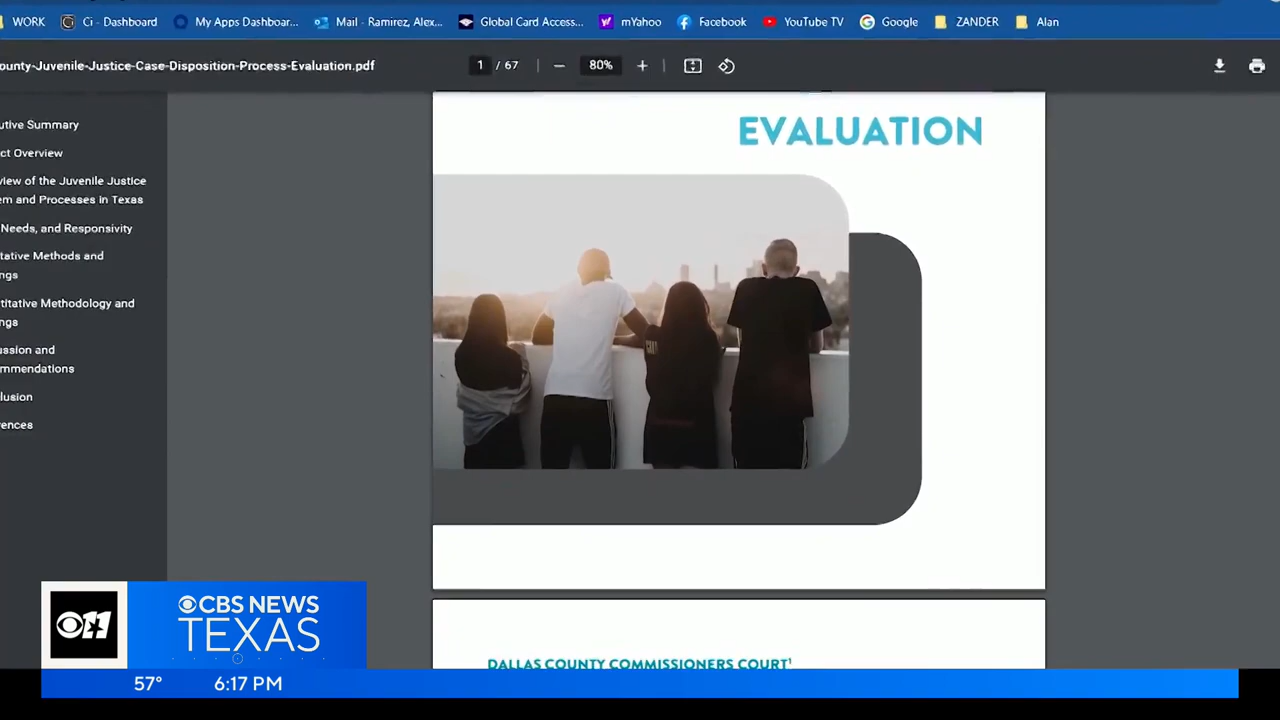 WORK Ci - Dashboard My Apps Dashboar... Mail - Ramirez, Alex... Global Card Access... mYahoo Facebook YouTube TV Google ZANDER Alan
ounty-Juvenile-Justice-Case-Disposition-Process-Evaluation.pdf 1 / 67 80%
utive Summary
ct Overview
view of the Juvenile Justice
em and Processes in Texas
Needs, and Responsivity
tative Methods and
ngs
titative Methodology and
ngs
ussion and
mmendations
lusion
ences
EVALUATION
DALLAS COUNTY COMMISSIONERS COURT¹
11
CBS NEWS
TEXAS
57° 6:17 PM